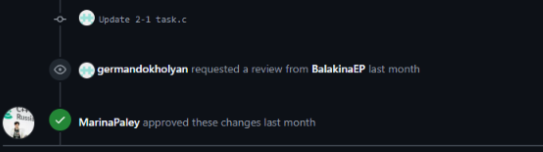 Update 2-1 task.c
germandokholyan requested a review from BalakinaEP last month
MarinaPaley approved these changes last month